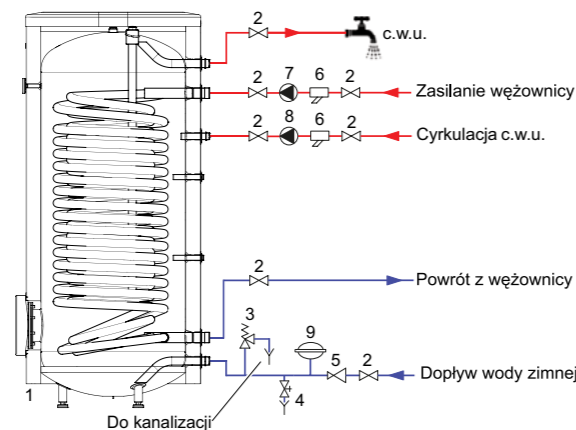 2
c.w.u.
2 7 6 2
Zasilanie wężownicy
2 8 6 2
Cyrkulacja c.w.u.
2
Powrót z wężownicy
3
9
5 2
Dopływ wody zimnej
1
4
Do kanalizacji